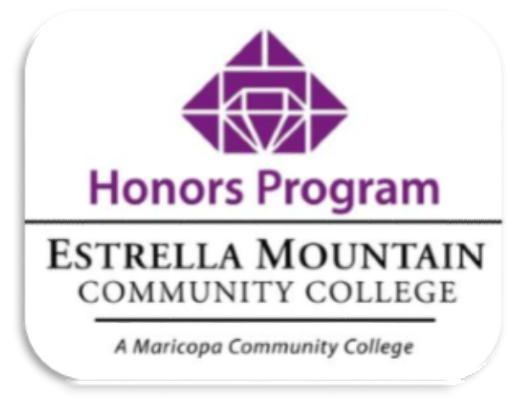 Honors Program
ESTRELLA MOUNTAIN
COMMUNITY COLLEGE
A Maricopa Community College